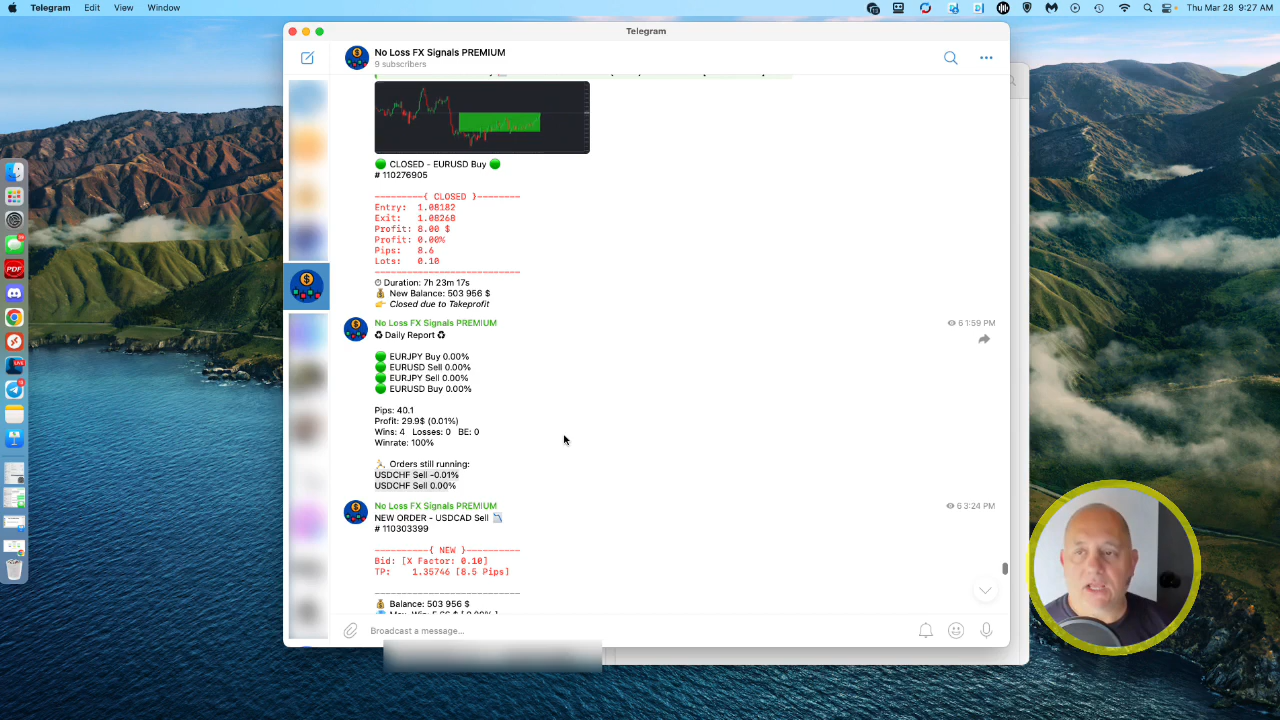 Telegram Edit View Window
Thu Mar 28 9:27 AM
Telegram
No Loss FX Signals PREMIUM
9 subscribers
🟢 CLOSED - EURUSD Buy 🟢
# 110276905
---------{ CLOSED }--------
Entry: 1.08182
Exit: 1.08268
Profit: 8.00 $
Profit: 0.00%
Pips: 8.6
Lots: 0.10
---------------------------
⏱ Duration: 7h 23m 17s
💰 New Balance: 503 956 $
👉 Closed due to Takeprofit
No Loss FX Signals PREMIUM
6 1:59 PM
♻ Daily Report ♻
🟢 EURJPY Buy 0.00%
🟢 EURUSD Sell 0.00%
🟢 EURJPY Sell 0.00%
🟢 EURUSD Buy 0.00%
Pips: 40.1
Profit: 29.9$ (0.01%)
Wins: 4 Losses: 0 BE: 0
Winrate: 100%
🏃 Orders still running:
USDCHF Sell -0.01%
USDCHF Sell 0.00%
No Loss FX Signals PREMIUM
6 3:24 PM
NEW ORDER - USDCAD Sell 📉
# 110303399
----------{ NEW }----------
Bid: [X Factor: 0.10]
TP: 1.35746 [8.5 Pips]
---------------------------
💰 Balance: 503 956 $
Broadcast a message...
PDF
LIVE